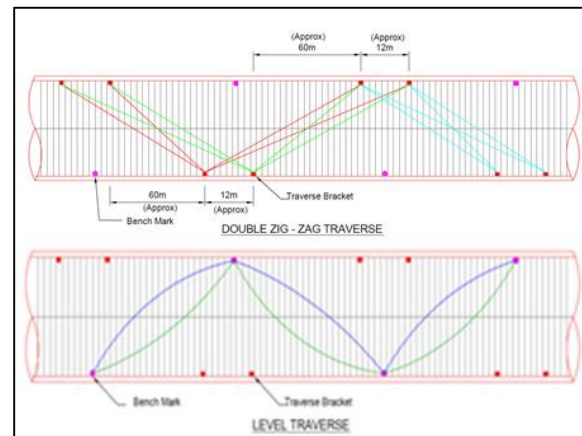 (Approx) (Approx)
60m 12m
60m 12m
(Approx) (Approx)
Traverse Bracket
Bench Mark
DOUBLE ZIG - ZAG TRAVERSE
Bench Mark
Traverse Bracket
LEVEL TRAVERSE